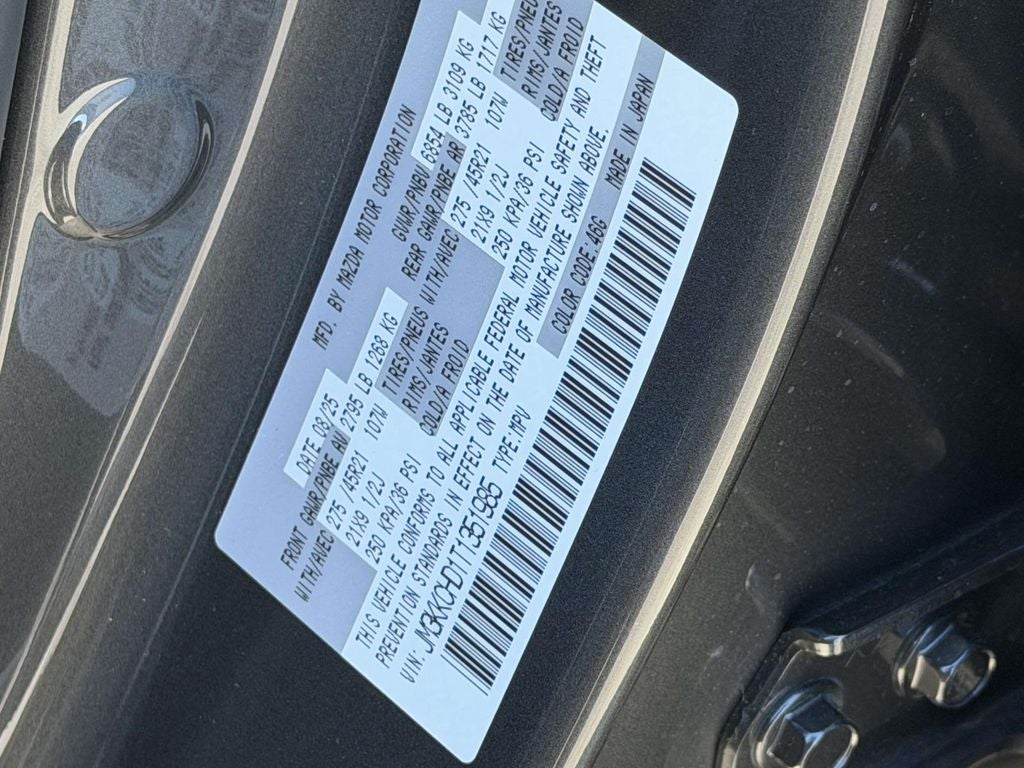 MFD. BY MAZDA MOTOR CORPORATION
DATE 08/25 GVWR/PNBV 6854 LB 3109 KG
FRONT GAWR/PNBE AV 2795 LB 1268 KG REAR GAWR/PNBE AR 3785 LB 1717 KG
WITH/AVEC 275 /45R21 107W TIRES/PNEUS WITH/AVEC 275 /45R21 107W TIRES/PNEU
21X9 1/2J RIMS/JANTES 21X9 1/2J RIMS/JANTES
250 KPA/36 PSI COLD/A FROID 250 KPA/36 PSI COLD/A FROID
THIS VEHICLE CONFORMS TO ALL APPLICABLE FEDERAL MOTOR VEHICLE SAFETY AND THEFT
PREVENTION STANDARDS IN EFFECT ON THE DATE OF MANUFACTURE SHOWN ABOVE.
VIN: JM3KKCHD1T1351985 TYPE:MPV COLOR CODE:46G MADE IN JAPAN